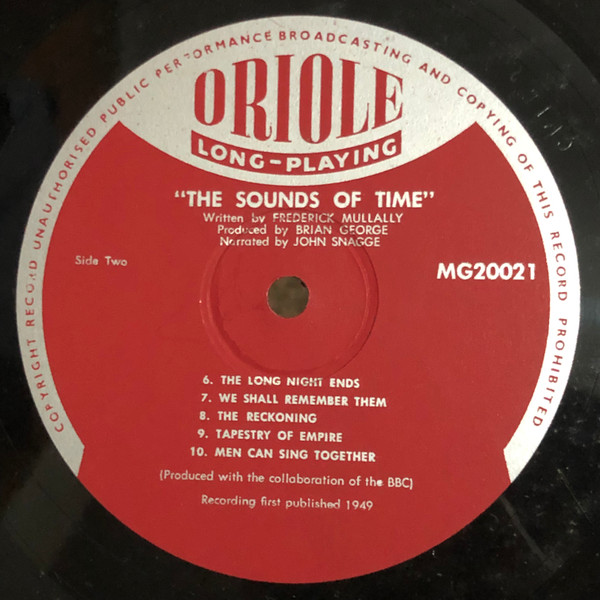 COPYRIGHT RECORD UNAUTHORISED PUBLIC PERFORMANCE BROADCASTING AND COPYING OF THIS RECORD PROHIBITED
ORIOLE
LONG-PLAYING
"THE SOUNDS OF TIME"
Written by FREDERICK MULLALLY
Produced by BRIAN GEORGE
Narrated by JOHN SNAGGE
Side Two
MG20021
6. THE LONG NIGHT ENDS
7. WE SHALL REMEMBER THEM
8. THE RECKONING
9. TAPESTRY OF EMPIRE
10. MEN CAN SING TOGETHER
(Produced with the collaboration of the BBC)
Recording first published 1949